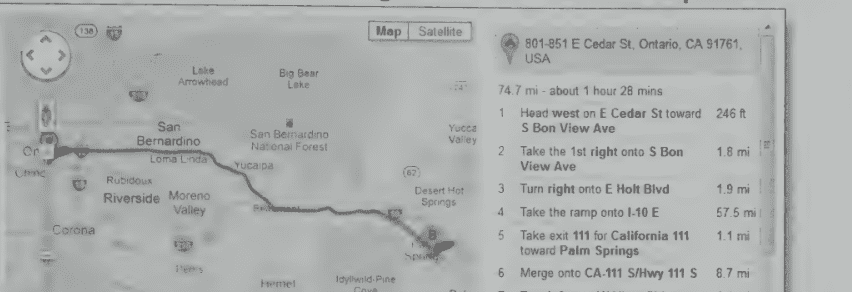 138
15
Map Satellite
Lake
Arrowhead
Big Bear
Lake
San
Bernardino
San Bernardino
National Forest
Yucca
Valley
Loma Linda
Yucaipa
62
Rubidoux
Riverside
Moreno
Valley
Desert Hot
Springs
Corona
Perris
Hemet
Idyllwild-Pine
Cove
801-851 E Cedar St, Ontario, CA 91761,
USA
74.7 mi - about 1 hour 28 mins
1 Head west on E Cedar St toward 246 ft
S Bon View Ave
2 Take the 1st right onto S Bon 1.8 mi
View Ave
3 Turn right onto E Holt Blvd 1.9 mi
4 Take the ramp onto I-10 E 57.5 mi
5 Take exit 111 for California 111 1.1 mi
toward Palm Springs
6 Merge onto CA-111 S/Hwy 111 S 8.7 mi